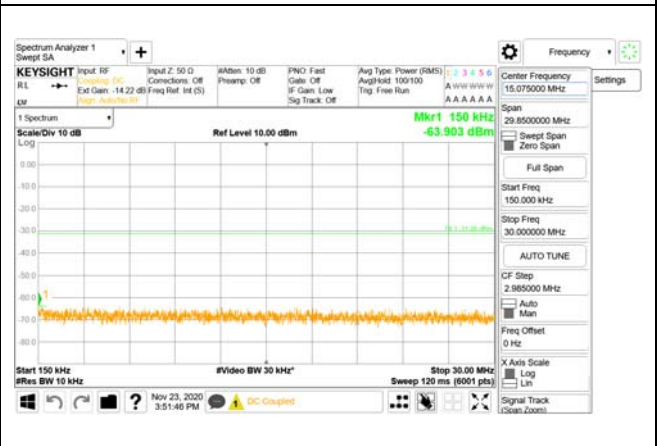 Spectrum Analyzer 1
Swept SA
Frequency
KEYSIGHT
RL
Input: RF
Coupling: DC
Ext Gain: -14.22 dB
Align: Auto/No RF
Input Z: 50 Ω
Corrections: Off
Freq Ref: Int (S)
#Atten: 10 dB
Preamp: Off
PNO: Fast
Gate: Off
IF Gain: Low
Sig Track: Off
Avg Type: Power (RMS)
Avg|Hold: 100/100
Trig: Free Run
1 2 3 4 5 6
A W W W W W
A A A A A A
Center Frequency
15.075000 MHz
Settings
1 Spectrum
Scale/Div 10 dB
Ref Level 10.00 dBm
Mkr1 150 kHz
-63.903 dBm
Span
29.8500000 MHz
Swept Span
Zero Span
Full Span
Start Freq
150.000 kHz
Stop Freq
30.000000 MHz
AUTO TUNE
CF Step
2.985000 MHz
Auto
Man
Freq Offset
0 Hz
X Axis Scale
Log
Lin
Signal Track
(Span Zoom)
Log
0.00
-10.0
-20.0
-30.0
-40.0
-50.0
-60.0
-70.0
-80.0
1
Start 150 kHz
#Res BW 10 kHz
#Video BW 30 kHz*
Stop 30.00 MHz
Sweep 120 ms (6001 pts)
?
Nov 23, 2020
3:51:46 PM
1
DC Coupled